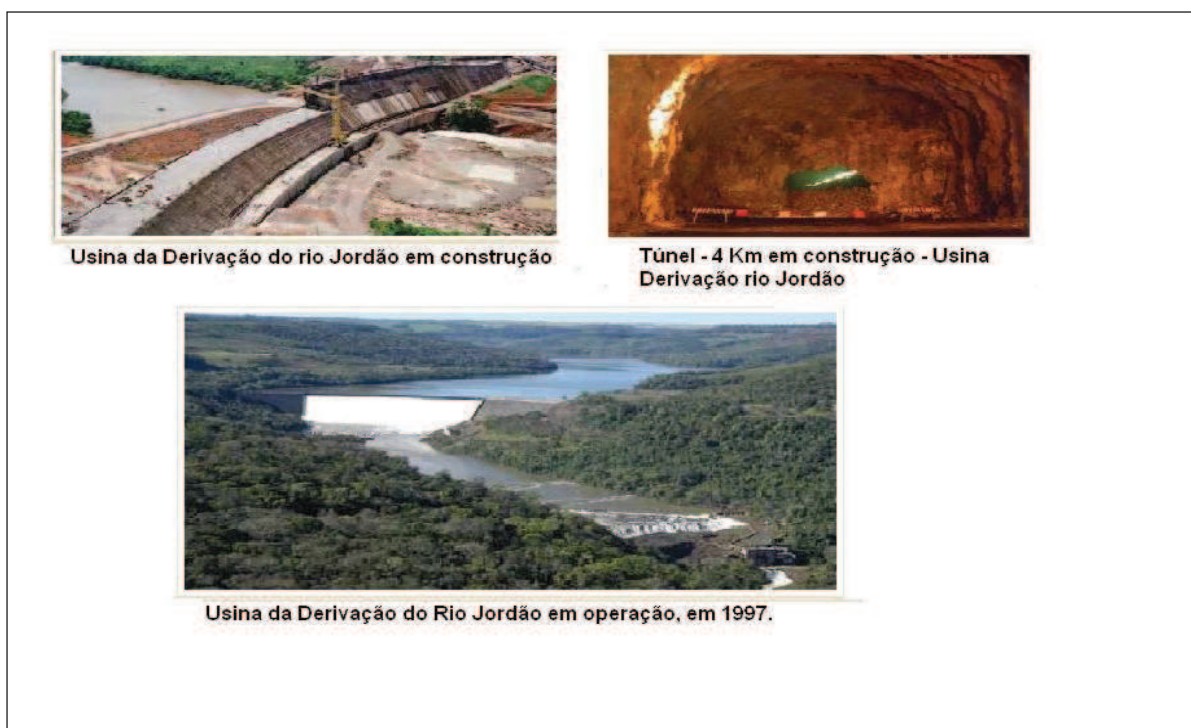 Usina da Derivação do rio Jordão em construção
Túnel - 4 Km em construção - Usina
Derivação rio Jordão
Usina da Derivação do Rio Jordão em operação, em 1997.